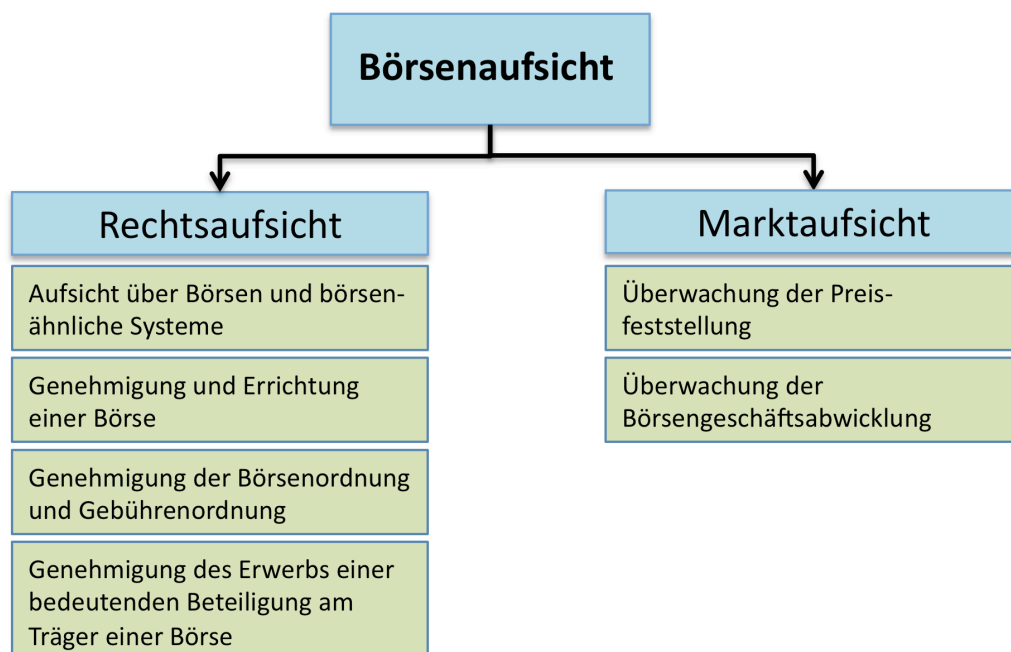 Börsenaufsicht
Rechtsaufsicht
Aufsicht über Börsen und börsen-
ähnliche Systeme
Genehmigung und Errichtung
einer Börse
Genehmigung der Börsenordnung
und Gebührenordnung
Genehmigung des Erwerbs einer
bedeutenden Beteiligung am
Träger einer Börse
Marktaufsicht
Überwachung der Preis-
feststellung
Überwachung der
Börsengeschäftsabwicklung